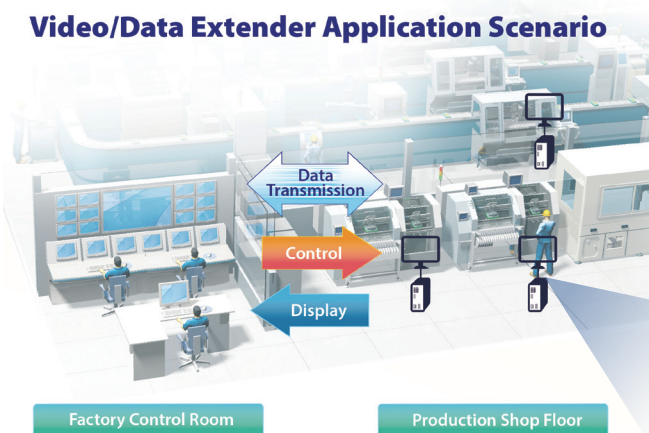 Video/Data Extender Application Scenario
Data
Transmission
Control
Display
Factory Control Room
Production Shop Floor